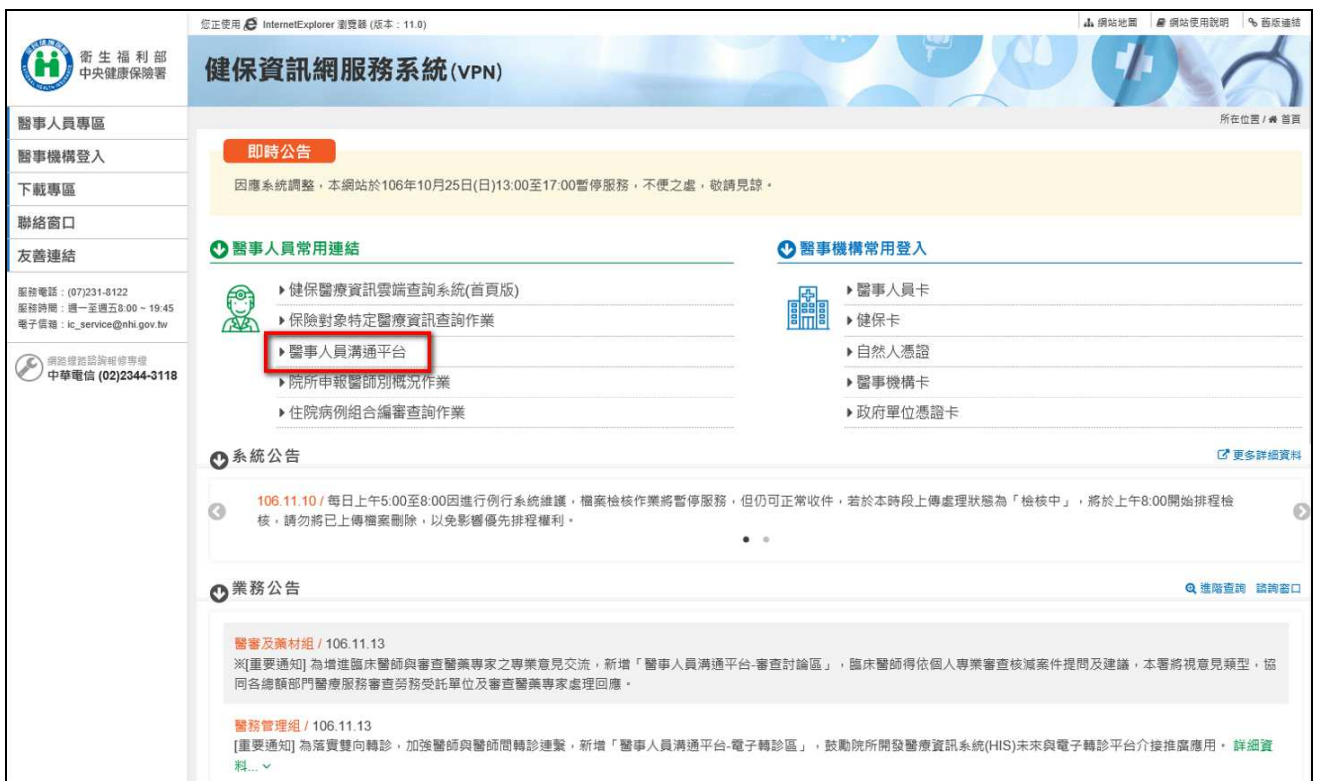 您正使用 InternetExplorer 瀏覽器 (版本：11.0)
網站地圖
網站使用說明
舊版連結
衛生福利部
中央健康保險署
健保資訊網服務系統(VPN)
所在位置 / 首頁
醫事人員專區
醫事機構登入
下載專區
聯絡窗口
友善連結
服務電話：(07)231-8122
服務時間：週一至週五8:00 ~ 19:45
電子信箱：ic_service@nhi.gov.tw
網路線路諮詢報修專線
中華電信 (02)2344-3118
即時公告
因應系統調整，本網站於106年10月25日(日)13:00至17:00暫停服務，不便之處，敬請見諒。
醫事人員常用連結
健保醫療資訊雲端查詢系統(首頁版)
保險對象特定醫療資訊查詢作業
醫事人員溝通平台
院所申報醫師別概況作業
住院病例組合編審查詢作業
醫事機構常用登入
醫事人員卡
健保卡
自然人憑證
醫事機構卡
政府單位憑證卡
系統公告
更多詳細資料
106.11.10 / 每日上午5:00至8:00因進行例行系統維護，檔案檢核作業將暫停服務，但仍可正常收件，若於本時段上傳處理狀態為「檢核中」，將於上午8:00開始排程檢
核，請勿將已上傳檔案刪除，以免影響優先排程權利。
業務公告
進階查詢 諮詢窗口
醫審及藥材組 / 106.11.13
※[重要通知] 為增進臨床醫師與審查醫藥專家之專業意見交流，新增「醫事人員溝通平台-審查討論區」，臨床醫師得依個人專業審查核減案件提問及建議，本署將視意見類型，協
同各總額部門醫療服務審查勞務受託單位及審查醫藥專家處理回應。
醫務管理組 / 106.11.13
[重要通知] 為落實雙向轉診，加強醫師與醫師間轉診連繫，新增「醫事人員溝通平台-電子轉診區」，鼓勵院所開發醫療資訊系統(HIS)未來與電子轉診平台介接推廣應用。 詳細資
料...